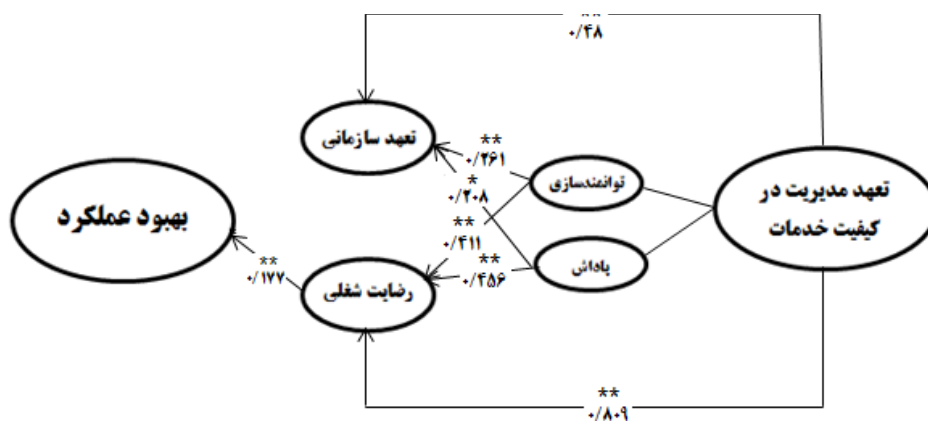 **
۰/۴۸
تعهد سازمانی
**
۰/۲۶۱
*
۰/۲۰۸
توانمندسازی
تعهد مدیریت در
کیفیت خدمات
بهبود عملکرد
**
۰/۴۱۱
پاداش
**
۰/۴۵۶
رضایت شغلی
**
۰/۱۷۷
**
۰/۸۰۹